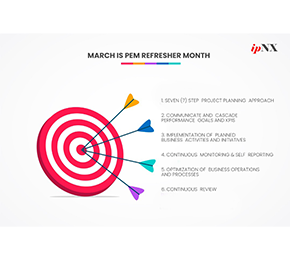 ipNX
MARCH IS PEM REFRESHER MONTH
1. SEVEN (7) STEP PROJECT PLANNING APPROACH
2. COMMUNICATE AND CASCADE
PERFORMANCE GOALS AND KPIS
3. IMPLEMENTATION OF PLANNED
BUSINESS ACTIVITIES AND INITIATIVES
4. CONTINUOUS MONITORING & SELF REPORTING
5. OPTIMIZATION OF BUSINESS OPERATIONS
AND PROCESSES
6. CONTINUOUS REVIEW